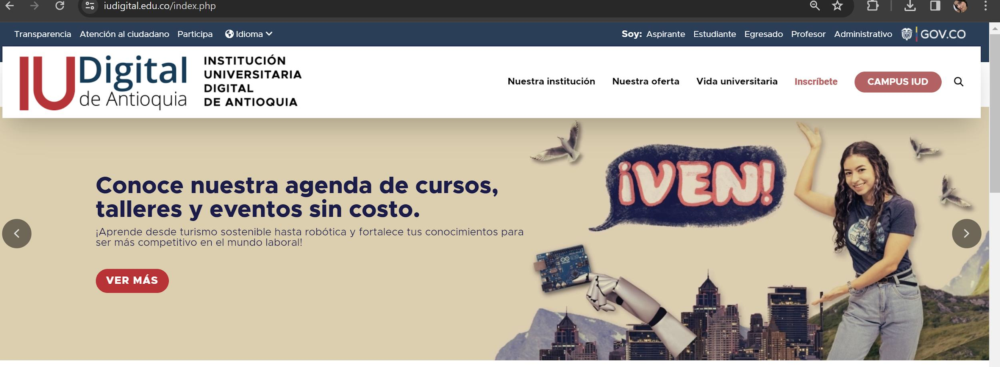 iudigital.edu.co/index.php
Transparencia Atención al ciudadano Participa Idioma Soy: Aspirante Estudiante Egresado Profesor Administrativo GOV.CO
IUDigital
de Antioquia
INSTITUCIÓN
UNIVERSITARIA
DIGITAL
DE ANTIOQUIA
Nuestra institución Nuestra oferta Vida universitaria Inscríbete CAMPUS IUD
¡VEN!
Conoce nuestra agenda de cursos,
talleres y eventos sin costo.
¡Aprende desde turismo sostenible hasta robótica y fortalece tus conocimientos para
ser más competitivo en el mundo laboral!
VER MÁS